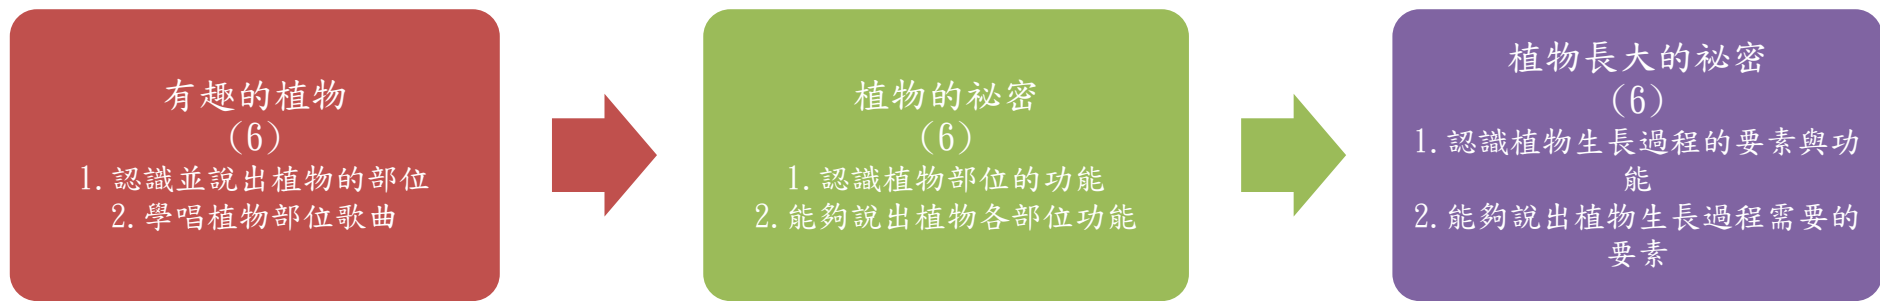 有趣的植物
(6)
1.認識並說出植物的部位
2.學唱植物部位歌曲
植物的祕密
(6)
1.認識植物部位的功能
2.能夠說出植物各部位功能
植物長大的祕密
(6)
1.認識植物生長過程的要素與功
能
2.能夠說出植物生長過程需要的
要素